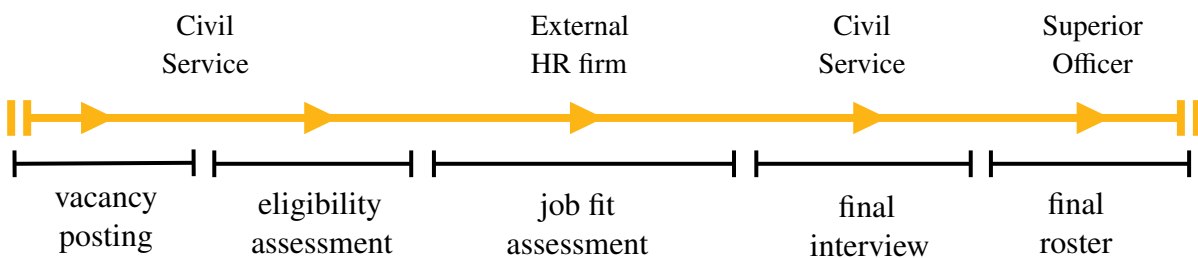 Civil
Service
External
HR firm
Civil
Service
Superior
Officer
vacancy
posting
eligibility
assessment
job fit
assessment
final
interview
final
roster